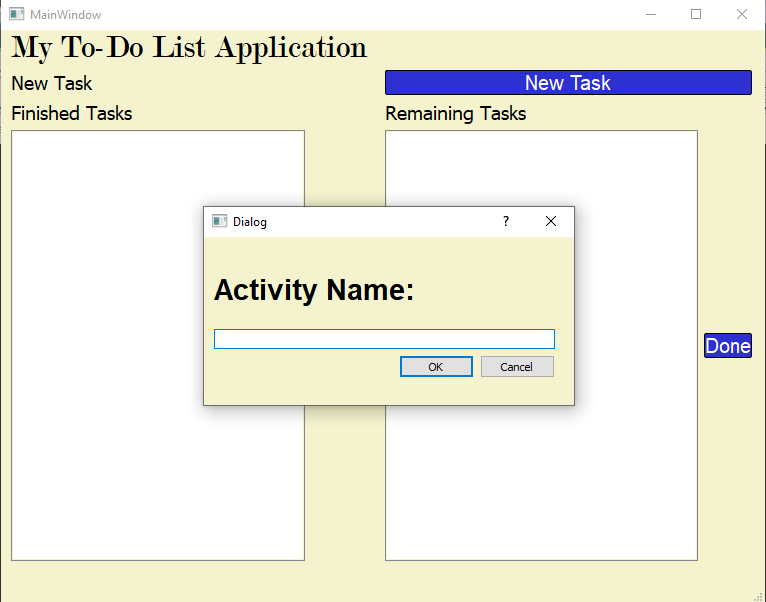 MainWindow
My To-Do List Application
New Task New Task
Finished Tasks Remaining Tasks
Dialog ?
Activity Name:
Done
OK Cancel